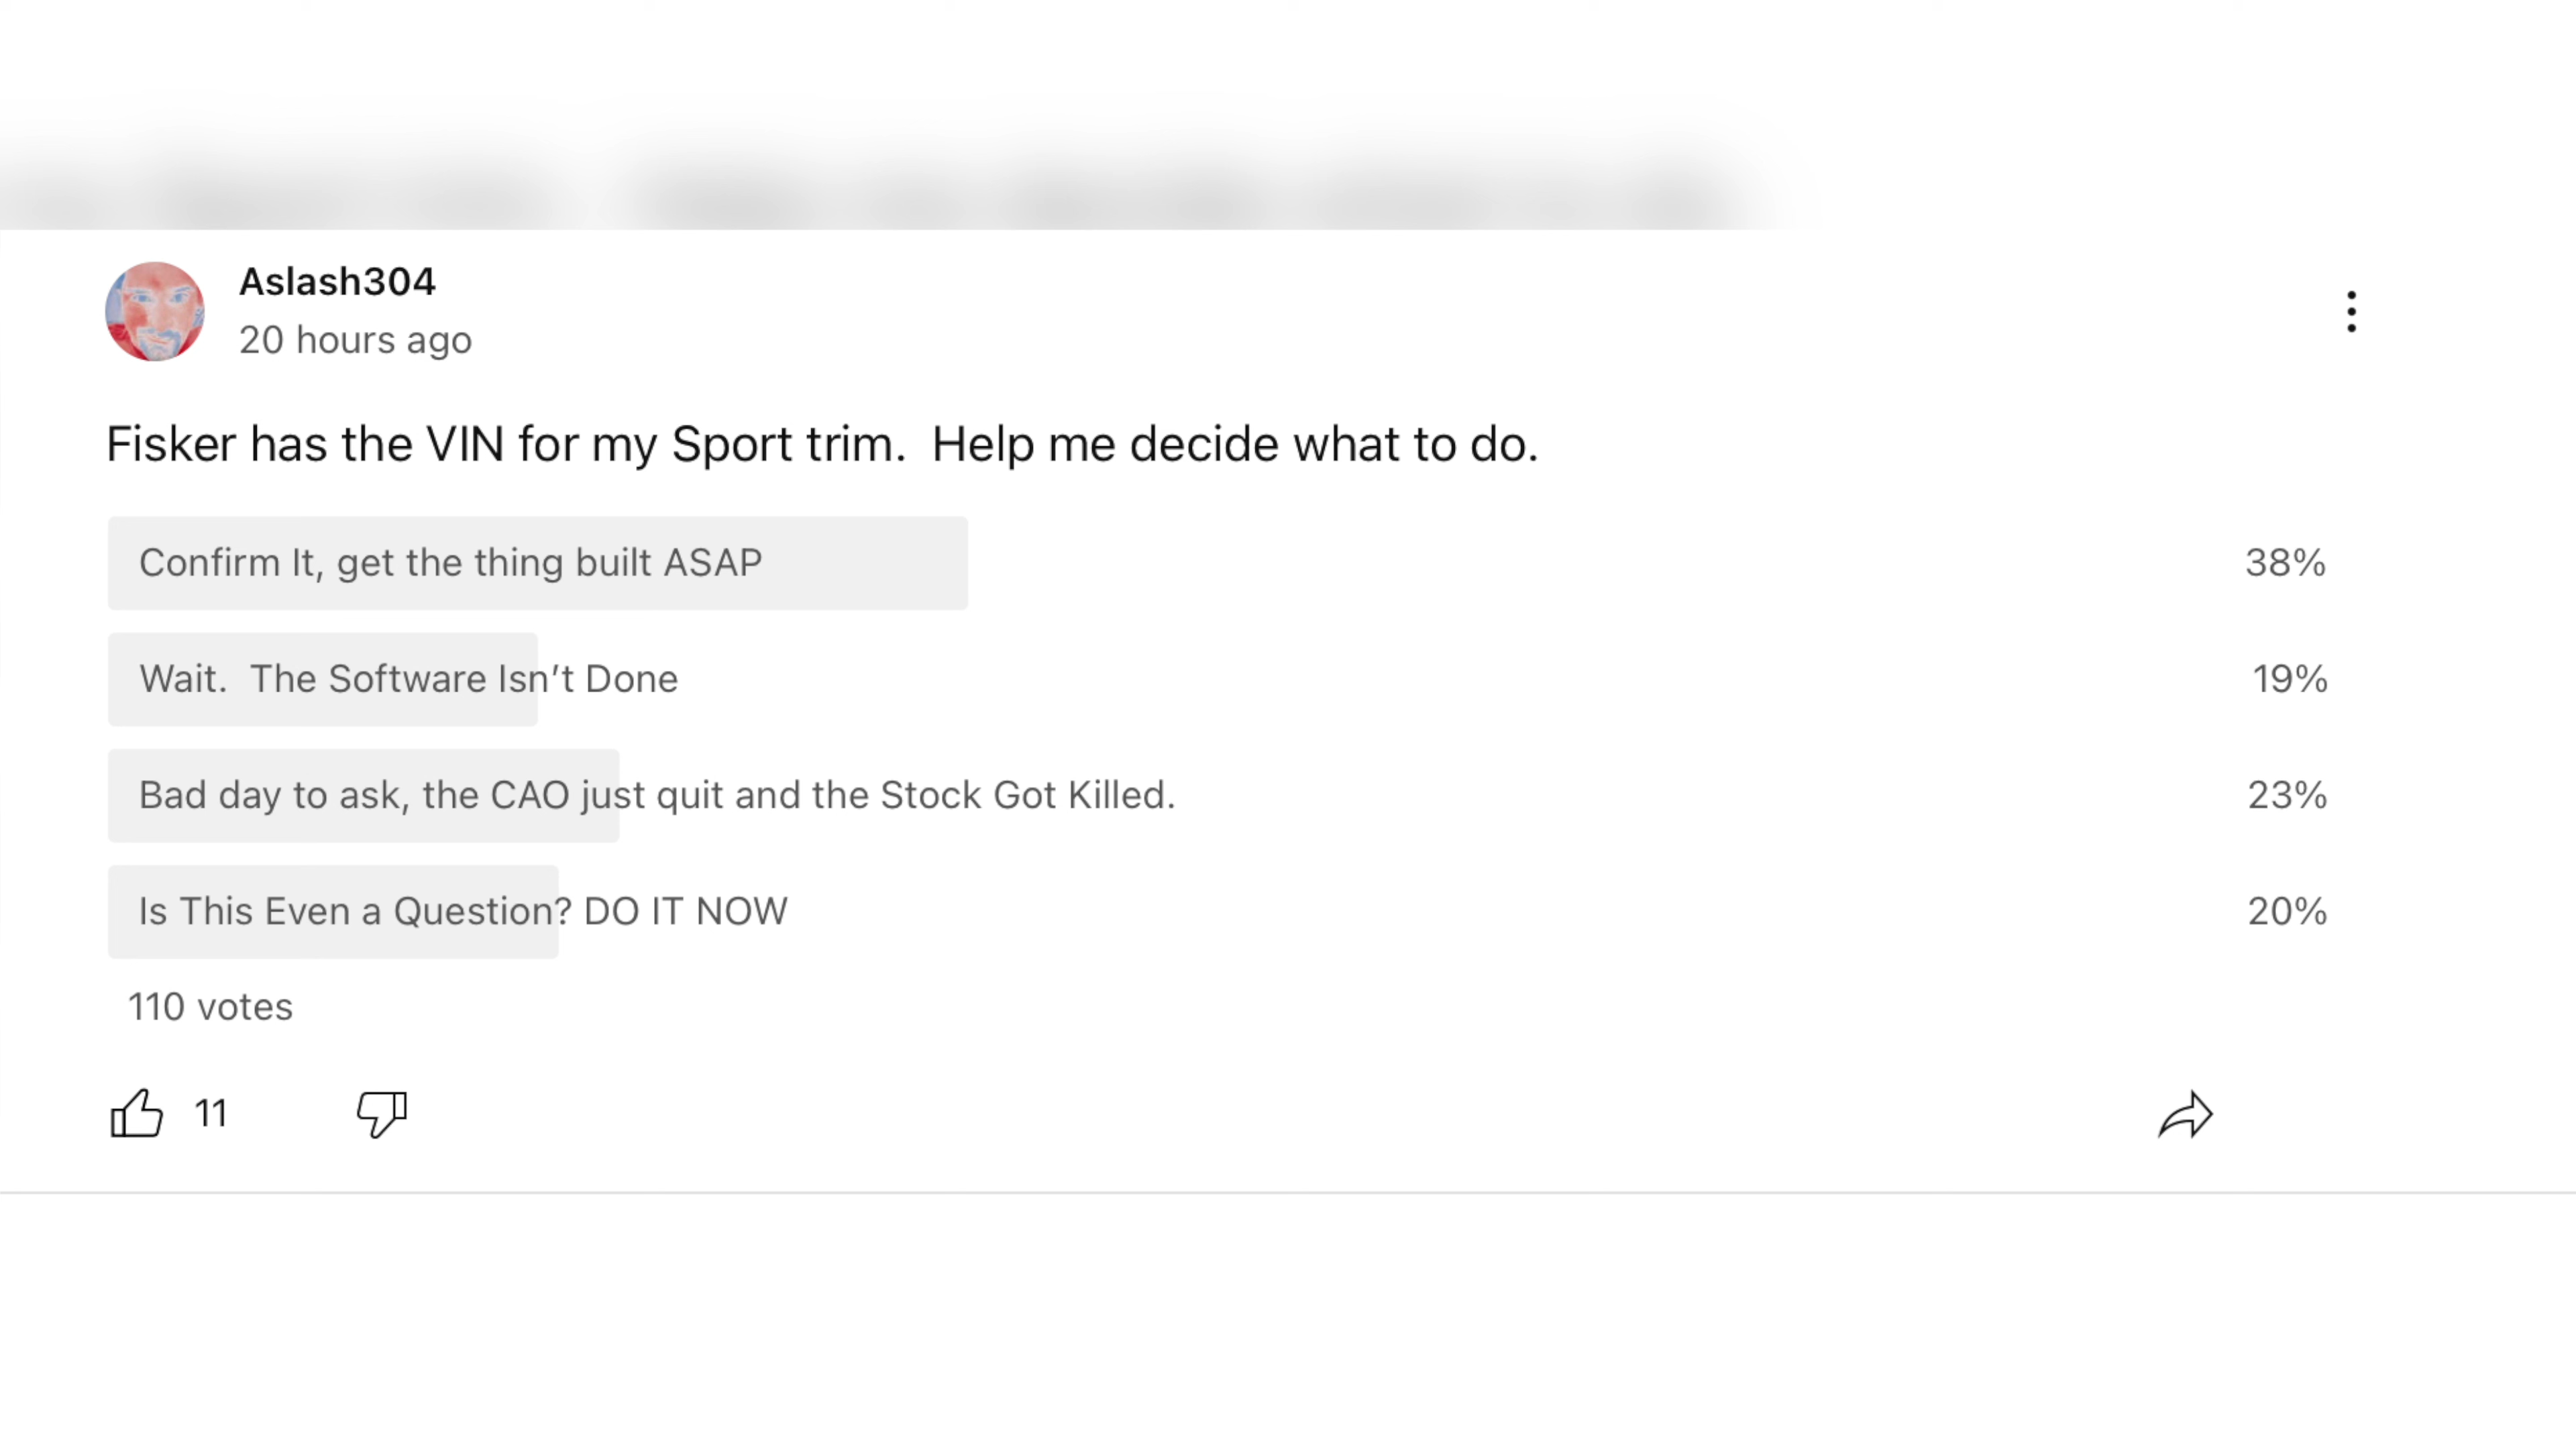 Aslash304
20 hours ago
Fisker has the VIN for my Sport trim.  Help me decide what to do.
Confirm It, get the thing built ASAP
38%
Wait.  The Software Isn't Done
19%
Bad day to ask, the CAO just quit and the Stock Got Killed.
23%
Is This Even a Question? DO IT NOW
20%
110 votes
11